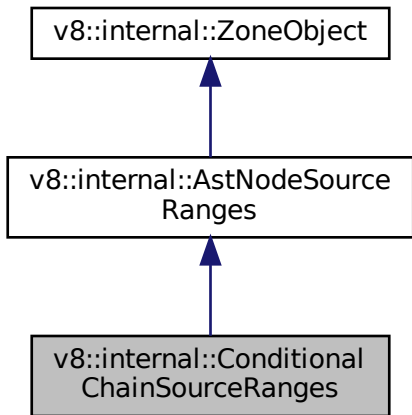 v8::internal::ZoneObject
v8::internal::AstNodeSource
Ranges
v8::internal::Conditional
ChainSourceRanges